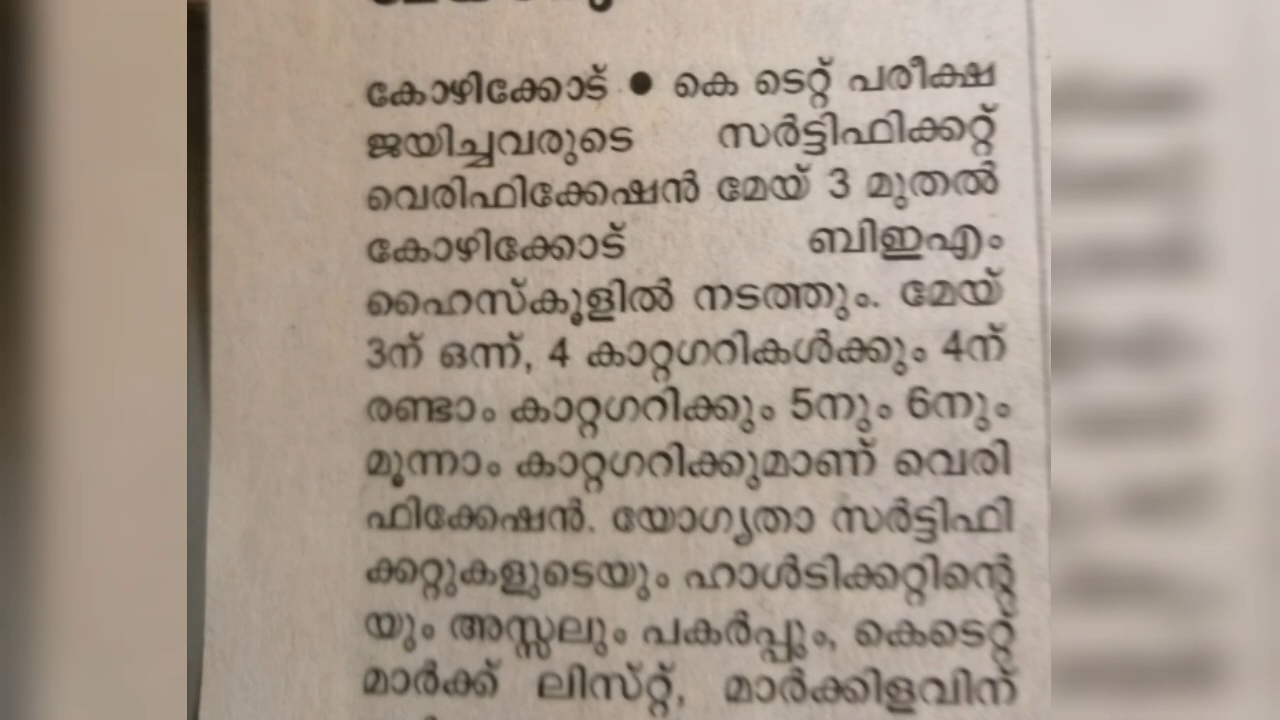 കോഴിക്കോട് ● കെ ടെറ്റ് പരീക്ഷ
ജയിച്ചവരുടെ സർട്ടിഫിക്കറ്റ്
വെരിഫിക്കേഷൻ മേയ് 3 മുതൽ
കോഴിക്കോട് ബിഇഎം
ഹൈസ്കൂളിൽ നടത്തും. മേയ്
3ന് ഒന്ന്, 4 കാറ്റഗറികൾക്കും 4ന്
രണ്ടാം കാറ്റഗറിക്കും 5നും 6നും
മൂന്നാം കാറ്റഗറിക്കുമാണ് വെരി
ഫിക്കേഷൻ. യോഗ്യതാ സർട്ടിഫി
ക്കറ്റുകളുടെയും ഹാൾടിക്കറ്റിന്റെ
യും അസ്സലും പകർപ്പും, കെടെറ്റ്
മാർക്ക് ലിസ്റ്റ്, മാർക്കിളവിന്